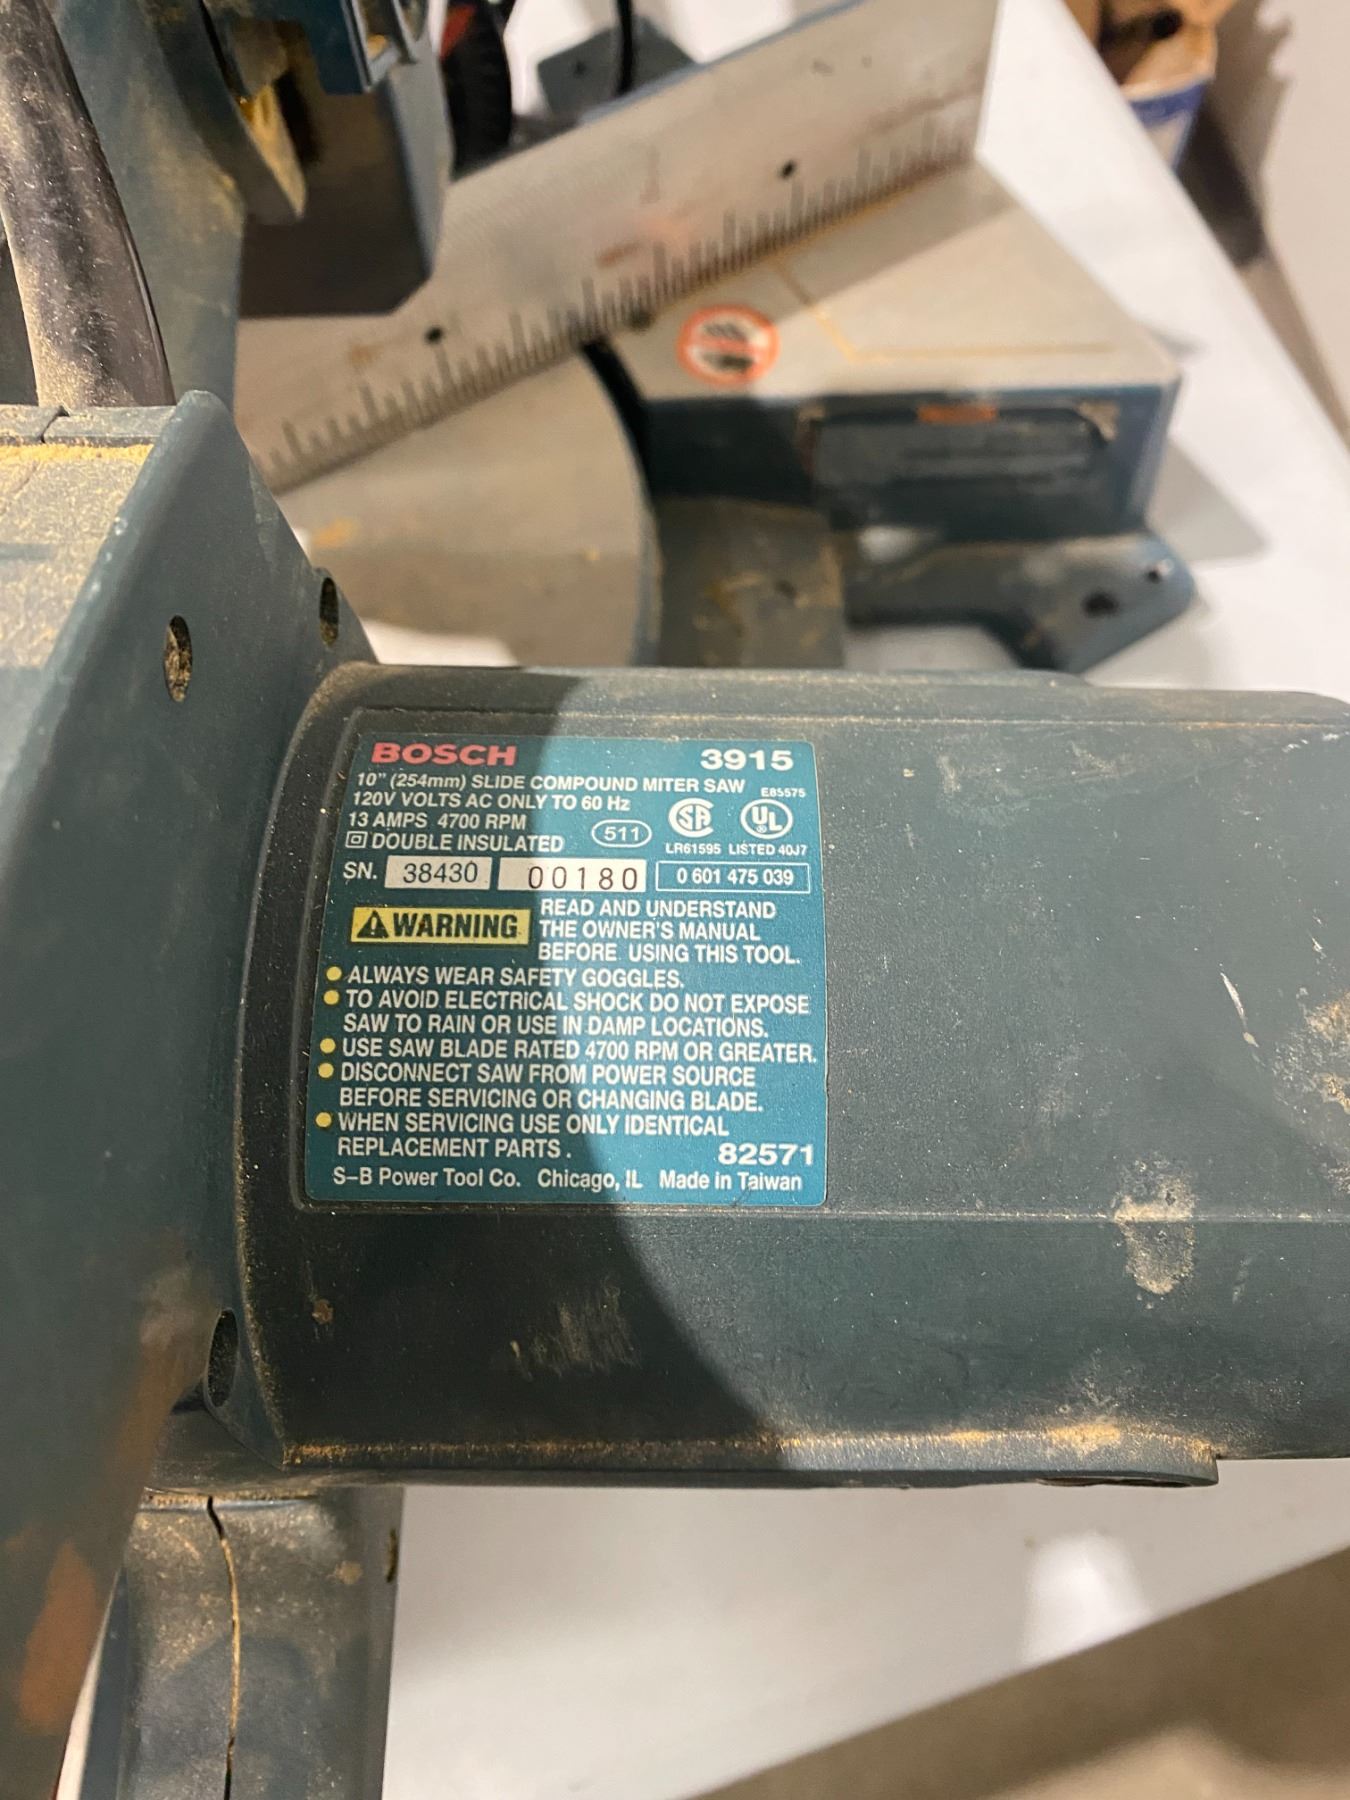 BOSCH 3915
10" (254mm) SLIDE COMPOUND MITER SAW
120V VOLTS AC ONLY TO 60 Hz E85575
13 AMPS 4700 RPM 511 SA UL ®
DOUBLE INSULATED LR61595 LISTED 40J7
SN. 38430 00180 0 601 475 039
WARNING READ AND UNDERSTAND
THE OWNER'S MANUAL
BEFORE USING THIS TOOL.
• ALWAYS WEAR SAFETY GOGGLES.
• TO AVOID ELECTRICAL SHOCK DO NOT EXPOSE
SAW TO RAIN OR USE IN DAMP LOCATIONS.
• USE SAW BLADE RATED 4700 RPM OR GREATER.
• DISCONNECT SAW FROM POWER SOURCE
BEFORE SERVICING OR CHANGING BLADE.
• WHEN SERVICING USE ONLY IDENTICAL
REPLACEMENT PARTS. 82571
S-B Power Tool Co. Chicago, IL Made in Taiwan